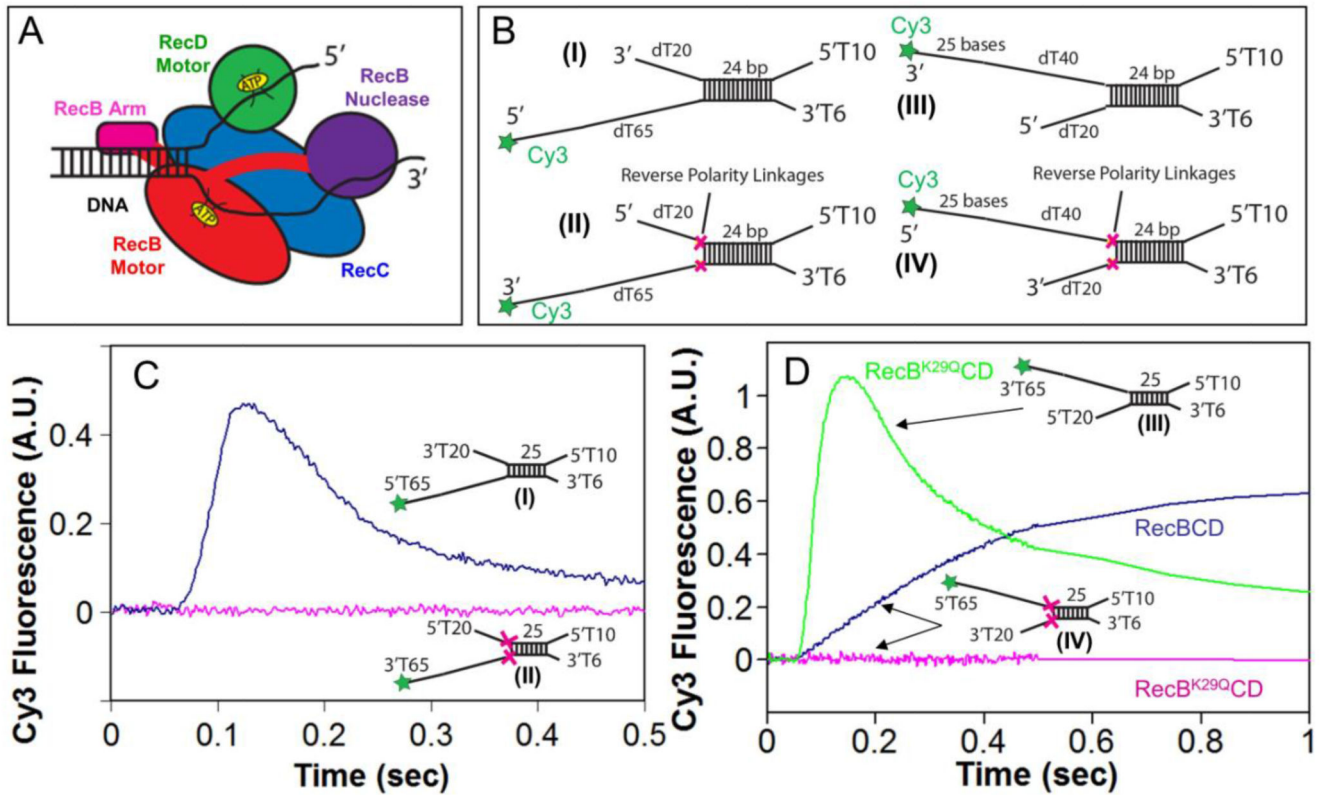 A
RecD
Motor
5′
ATP
RecB
Nuclease
RecB Arm
DNA
ATP
3′
RecB
Motor
RecC
B
(I)
3′
dT20
24 bp
5′T10
3′T6
5′
dT65
Cy3
Cy3
25 bases
dT40
24 bp
5′T10
3′
(III)
3′T6
5′
dT20
Reverse Polarity Linkages
(II)
5′
dT20
24 bp
5′T10
3′T6
3′
dT65
Cy3
Reverse Polarity Linkages
Cy3
25 bases
dT40
24 bp
5′T10
5′
(IV)
3′T6
3′
dT20
C
Cy3 Fluorescence (A.U.)
0.4
0.2
0
3′T20
25
5′T10
5′T65
3′T6
(I)
5′T20
25
5′T10
3′T65
3′T6
(II)
0
0.1
0.2
0.3
0.4
0.5
Time (sec)
D
Cy3 Fluorescence (A.U.)
1
0.8
0.6
0.4
0.2
0
RecBK29QCD
3′T65
25
5′T10
5′T20
3′T6
(III)
RecBCD
5′T65
25
5′T10
3′T20
3′T6
(IV)
RecBK29QCD
0
0.2
0.4
0.6
0.8
1
Time (sec)